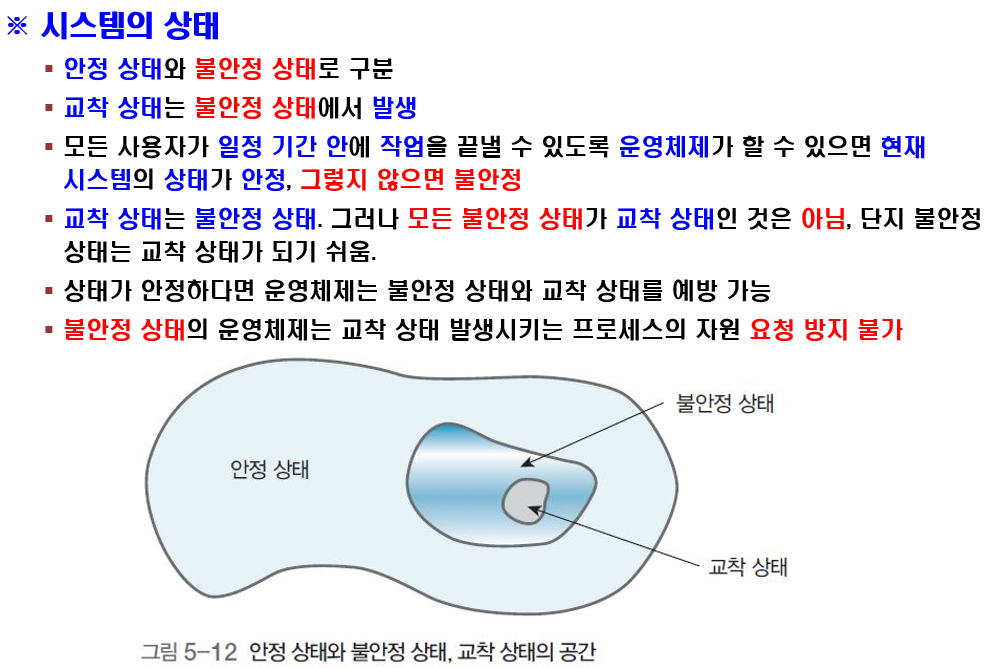 ※ 시스템의 상태
▪ 안정 상태와 불안정 상태로 구분
▪ 교착 상태는 불안정 상태에서 발생
▪ 모든 사용자가 일정 기간 안에 작업을 끝낼 수 있도록 운영체제가 할 수 있으면 현재
시스템의 상태가 안정, 그렇지 않으면 불안정
▪ 교착 상태는 불안정 상태. 그러나 모든 불안정 상태가 교착 상태인 것은 아님, 단지 불안정
상태는 교착 상태가 되기 쉬움.
▪ 상태가 안정하다면 운영체제는 불안정 상태와 교착 상태를 예방 가능
▪ 불안정 상태의 운영체제는 교착 상태 발생시키는 프로세스의 자원 요청 방지 불가
불안정 상태
안정 상태
교착 상태
그림 5-12 안정 상태와 불안정 상태, 교착 상태의 공간